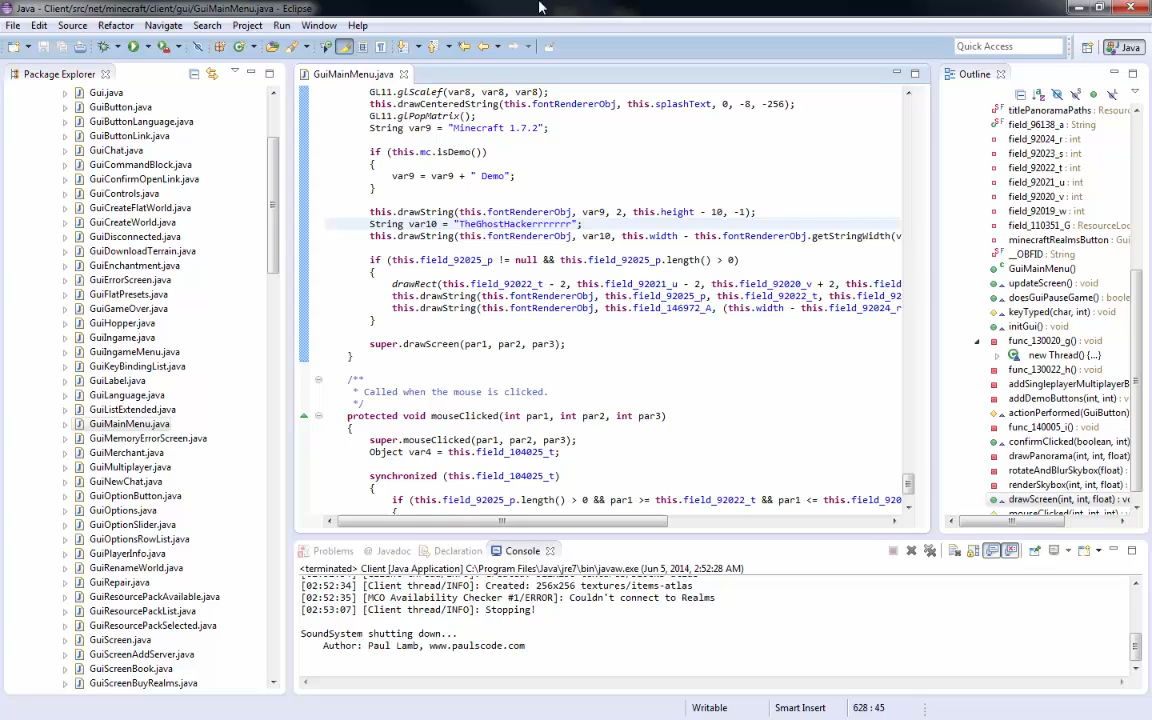 Java - Client/src/net/minecraft/client/gui/GuiMainMenu.java - Eclipse
File Edit Source Refactor Navigate Search Project Run Window Help
Quick Access
Java
Package Explorer
Gui.java
GuiButton.java
GuiButtonLanguage.java
GuiButtonLink.java
GuiChat.java
GuiCommandBlock.java
GuiConfirmOpenLink.java
GuiControls.java
GuiCreateFlatWorld.java
GuiCreateWorld.java
GuiDisconnected.java
GuiDownloadTerrain.java
GuiEnchantment.java
GuiErrorScreen.java
GuiFlatPresets.java
GuiGameOver.java
GuiHopper.java
GuiIngame.java
GuiIngameMenu.java
GuiKeyBindingList.java
GuiLabel.java
GuiLanguage.java
GuiListExtended.java
GuiMainMenu.java
GuiMemoryErrorScreen.java
GuiMerchant.java
GuiMultiplayer.java
GuiNewChat.java
GuiOptionButton.java
GuiOptions.java
GuiOptionSlider.java
GuiOptionsRowList.java
GuiPlayerInfo.java
GuiRenameWorld.java
GuiRepair.java
GuiResourcePackAvailable.java
GuiResourcePackList.java
GuiResourcePackSelected.java
GuiScreen.java
GuiScreenAddServer.java
GuiScreenBook.java
GuiScreenBuyRealms.java
GuiMainMenu.java
GL11.glScalef(var8, var8, var8);
this.drawCenteredString(this.fontRendererObj, this.splashText, 0, -8, -256);
GL11.glPopMatrix();
String var9 = "Minecraft 1.7.2";
if (this.mc.isDemo())
{
var9 = var9 + " Demo";
}
this.drawString(this.fontRendererObj, var9, 2, this.height - 10, -1);
String var10 = "TheGhostHackerrrrrrr";
this.drawString(this.fontRendererObj, var10, this.width - this.fontRendererObj.getStringWidth(v
if (this.field_92025_p != null && this.field_92025_p.length() > 0)
{
drawRect(this.field_92022_t - 2, this.field_92021_u - 2, this.field_92020_v + 2, this.field
this.drawString(this.fontRendererObj, this.field_92025_p, this.field_92022_t, this.field_92
this.drawString(this.fontRendererObj, this.field_146972_A, (this.width - this.field_92024_r
}
super.drawScreen(par1, par2, par3);
}
/**
* Called when the mouse is clicked.
*/
protected void mouseClicked(int par1, int par2, int par3)
{
super.mouseClicked(par1, par2, par3);
Object var4 = this.field_104025_t;
synchronized (this.field_104025_t)
{
if (this.field_92025_p.length() > 0 && par1 >= this.field_92022_t && par1 <= this.field_920
{
Outline
titlePanoramaPaths : Resourc
field_96138_a : String
field_92024_r : int
field_92023_s : int
field_92022_t : int
field_92021_u : int
field_92020_v : int
field_92019_w : int
field_110351_G : ResourceLoc
minecraftRealmsButton : Gu
__OBFID : String
GuiMainMenu()
updateScreen() : void
doesGuiPauseGame() : boole
keyTyped(char, int) : void
initGui() : void
func_130020_g() : void
new Thread() {...}
func_130022_h() : void
addSingleplayerMultiplayerB
addDemoButtons(int, int) : v
actionPerformed(GuiButton)
func_140005_i() : void
confirmClicked(boolean, int)
drawPanorama(int, int, float)
rotateAndBlurSkybox(float)
renderSkybox(int, int, float)
drawScreen(int, int, float) : vo
mouseClicked(int, int, int)
Problems @ Javadoc Declaration Console
<terminated> Client [Java Application] C:\Program Files\Java\jre7\bin\javaw.exe (Jun 5, 2014, 2:52:28 AM)
[02:52:34] [Client thread/INFO]: Created: 256x256 textures/items-atlas
[02:52:35] [MCO Availability Checker #1/ERROR]: Couldn't connect to Realms
[02:53:07] [Client thread/INFO]: Stopping!
SoundSystem shutting down...
Author: Paul Lamb, www.paulscode.com
Writable Smart Insert 628 : 45